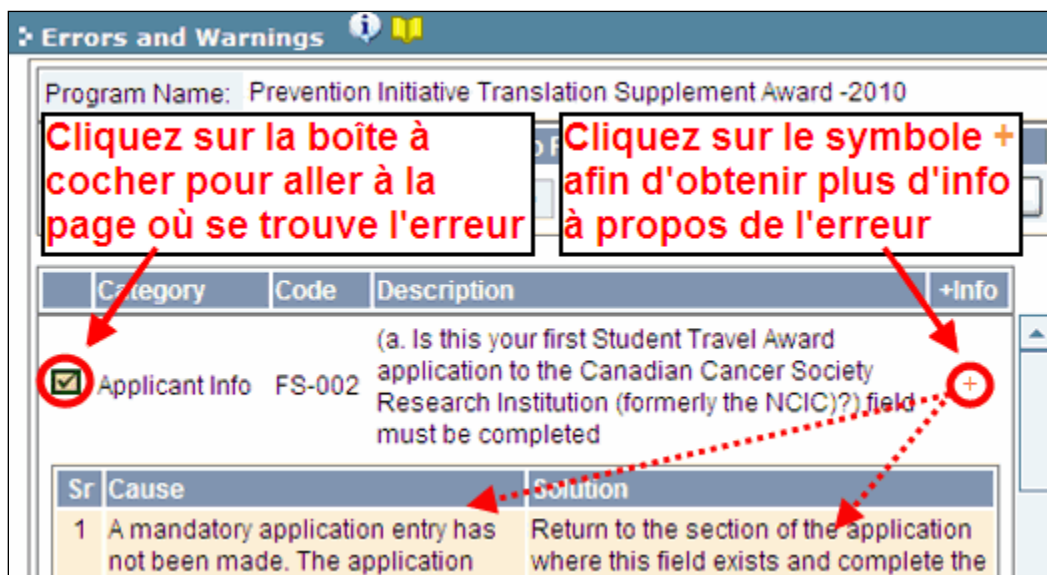 Errors and Warnings
Program Name: Prevention Initiative Translation Supplement Award -2010
Cliquez sur la boîte à
cocher pour aller à la
page où se trouve l'erreur
Cliquez sur le symbole +
afin d'obtenir plus d'info
à propos de l'erreur
Category Code Description +Info
Applicant Info FS-002 (a. Is this your first Student Travel Award
application to the Canadian Cancer Society
Research Institution (formerly the NCIC)?) field
must be completed
+
Sr Cause Solution
1 A mandatory application entry has Return to the section of the application
not been made. The application where this field exists and complete the